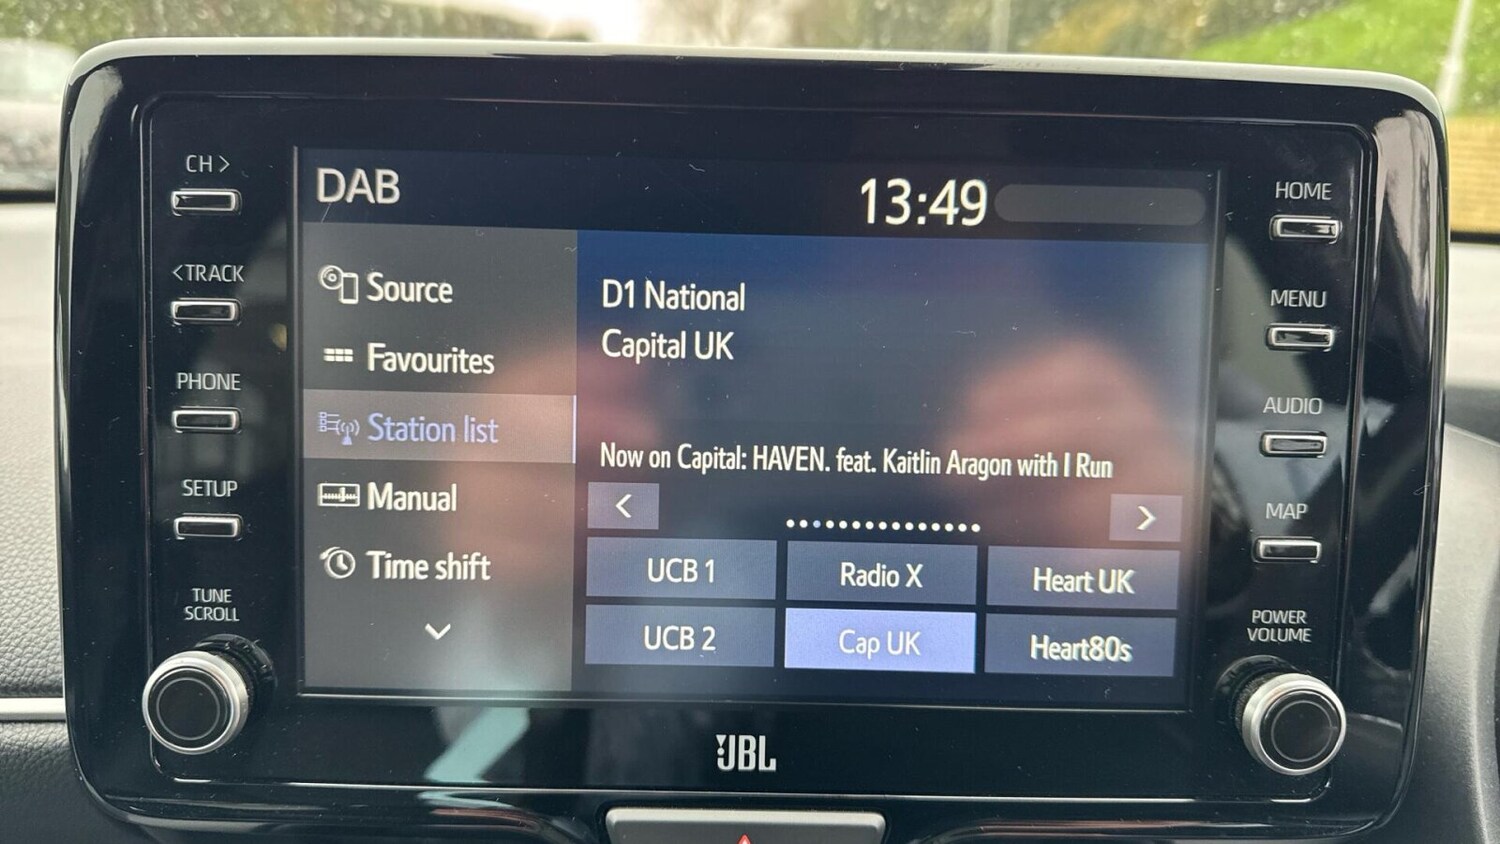 CH >
<TRACK
PHONE
SETUP
TUNE
SCROLL
DAB
13:49
Source
Favourites
Station list
Manual
Time shift
D1 National
Capital UK
Now on Capital: HAVEN. feat. Kaitlin Aragon with I Run
< >
UCB 1 Radio X Heart UK
UCB 2 Cap UK Heart80s
HOME
MENU
AUDIO
MAP
POWER
VOLUME
JBL